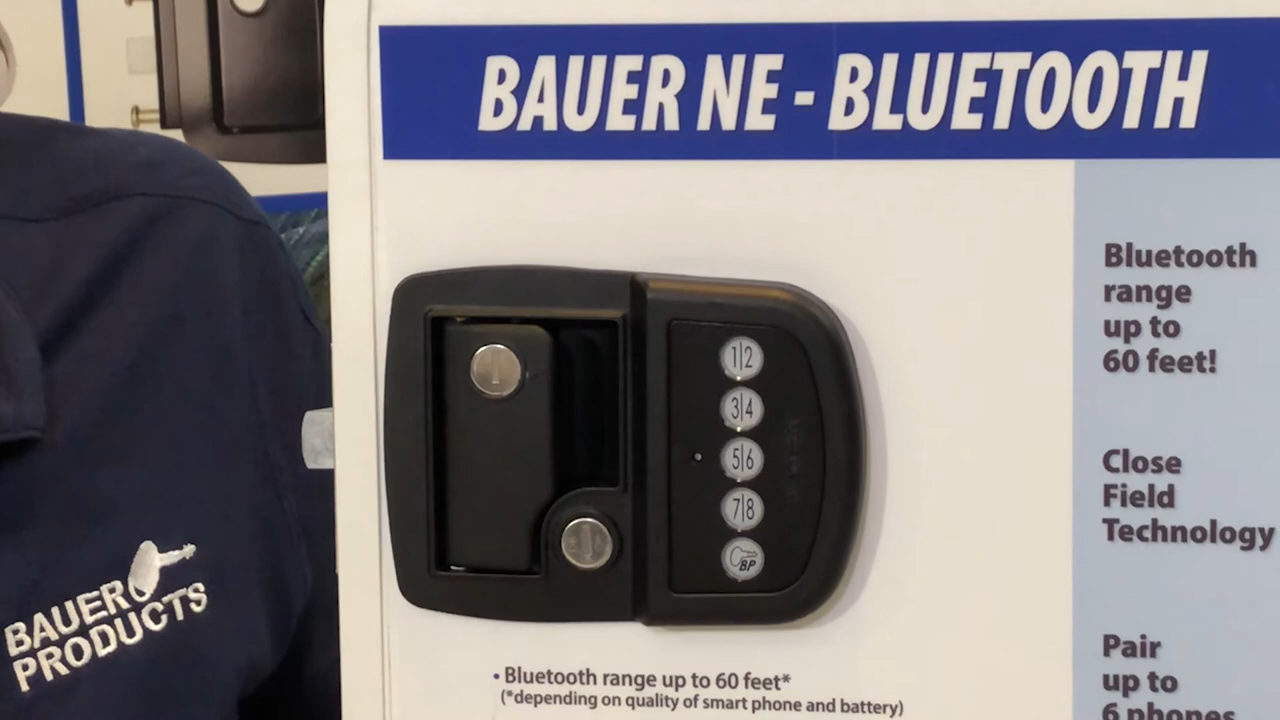 BAUER NE - BLUETOOTH
Bluetooth
range
up to
60 feet!
Close
Field
Technology
Pair
up to
6 phones
1|2
3|4
5|6
7|8
BP
• Bluetooth range up to 60 feet*
(*depending on quality of smart phone and battery)
BAUER
PRODUCTS